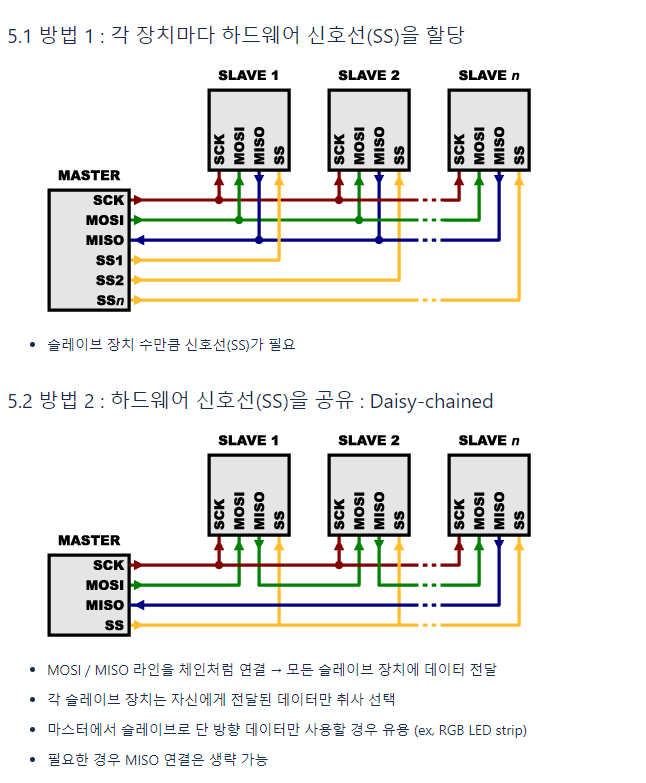 5.1 방법 1 : 각 장치마다 하드웨어 신호선(SS)을 할당
SLAVE 1 SLAVE 2 SLAVE n
SCK MOSI MISO SS SCK MOSI MISO SS SCK MOSI MISO SS
MASTER
SCK
MOSI
MISO
SS1
SS2
SSn
• 슬레이브 장치 수만큼 신호선(SS)가 필요
5.2 방법 2 : 하드웨어 신호선(SS)을 공유 : Daisy-chained
SLAVE 1 SLAVE 2 SLAVE n
SCK MOSI MISO SS SCK MOSI MISO SS SCK MOSI MISO SS
MASTER
SCK
MOSI
MISO
SS
• MOSI / MISO 라인을 체인처럼 연결 → 모든 슬레이브 장치에 데이터 전달
• 각 슬레이브 장치는 자신에게 전달된 데이터만 취사 선택
• 마스터에서 슬레이브로 단 방향 데이터만 사용할 경우 유용 (ex, RGB LED strip)
• 필요한 경우 MISO 연결은 생략 가능